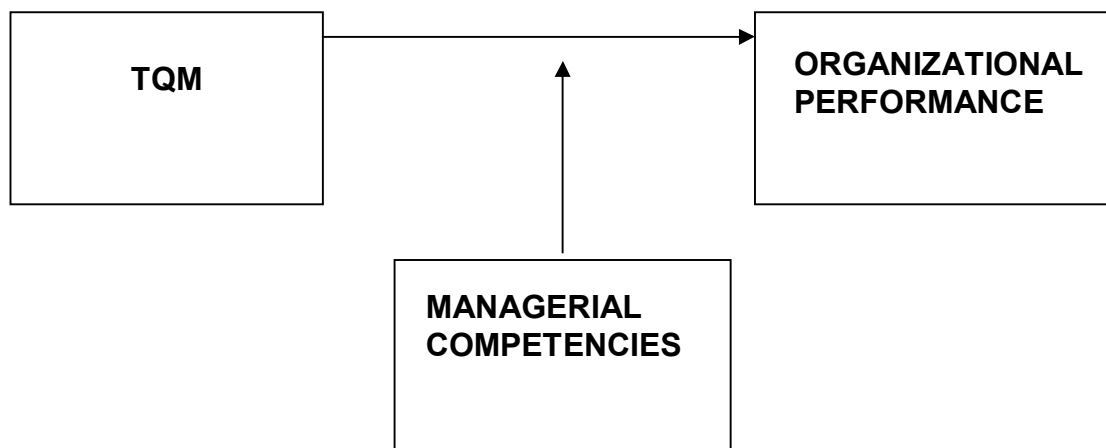 TQM
ORGANIZATIONAL
PERFORMANCE
MANAGERIAL
COMPETENCIES